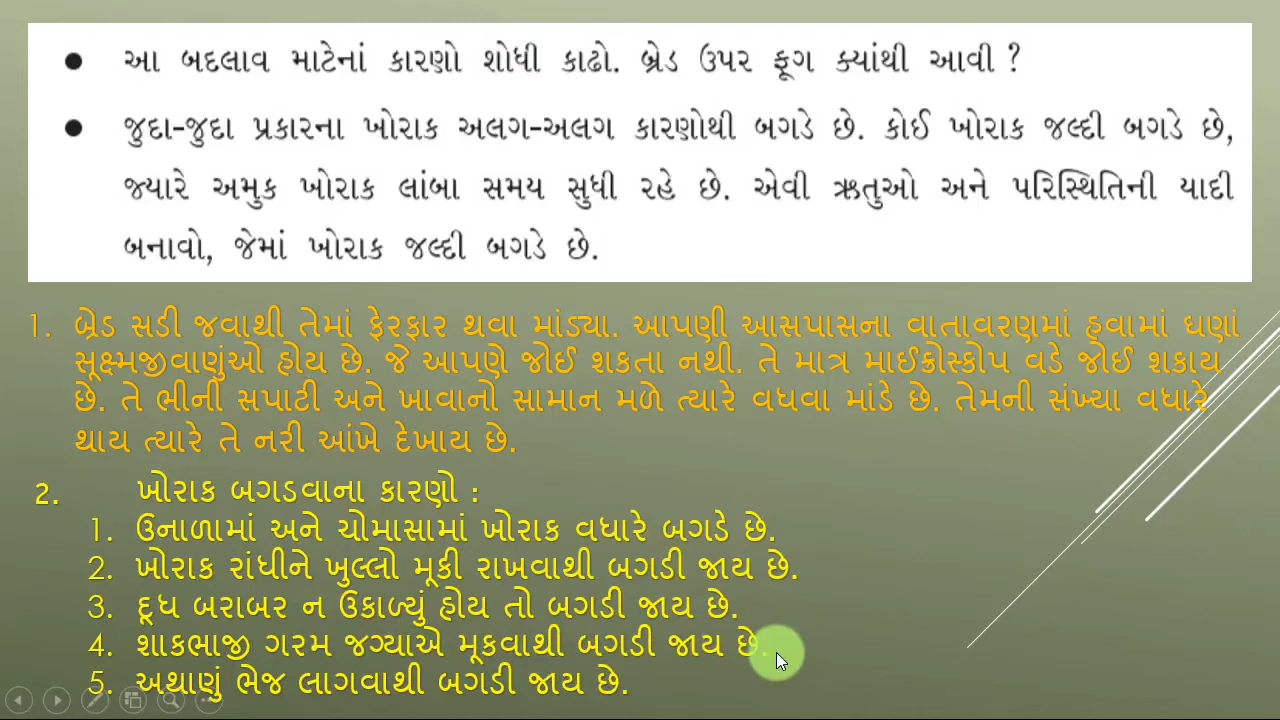 ● આ બદલાવ માટેનાં કારણો શોધી કાઢો. બ્રેડ ઉપર ફૂગ ક્યાંથી આવી ?
● જુદા-જુદા પ્રકારના ખોરાક અલગ-અલગ કારણોથી બગડે છે. કોઈ ખોરાક જલ્દી બગડે છે,
જ્યારે અમુક ખોરાક લાંબા સમય સુધી રહે છે. એવી ઋતુઓ અને પરિસ્થિતિની યાદી
બનાવો, જેમાં ખોરાક જલ્દી બગડે છે.
1. બ્રેડ સડી જવાથી તેમાં ફેરફાર થવા માંડ્યા. આપણી આસપાસના વાતાવરણમાં હવામાં ઘણાં
સૂક્ષ્મજીવાણુંઓ હોય છે. જે આપણે જોઈ શકતા નથી. તે માત્ર માઈક્રોસ્કોપ વડે જોઈ શકાય
છે. તે ભીની સપાટી અને ખાવાનો સામાન મળે ત્યારે વધવા માંડે છે. તેમની સંખ્યા વધારે
થાય ત્યારે તે નરી આંખે દેખાય છે.
2. ખોરાક બગડવાના કારણો :
1. ઉનાળામાં અને ચોમાસામાં ખોરાક વધારે બગડે છે.
2. ખોરાક રાંધીને ખુલ્લો મૂકી રાખવાથી બગડી જાય છે.
3. દૂધ બરાબર ન ઉકાળ્યું હોય તો બગડી જાય છે.
4. શાકભાજી ગરમ જગ્યાએ મૂકવાથી બગડી જાય છે.
5. અથાણું ભેજ લાગવાથી બગડી જાય છે.